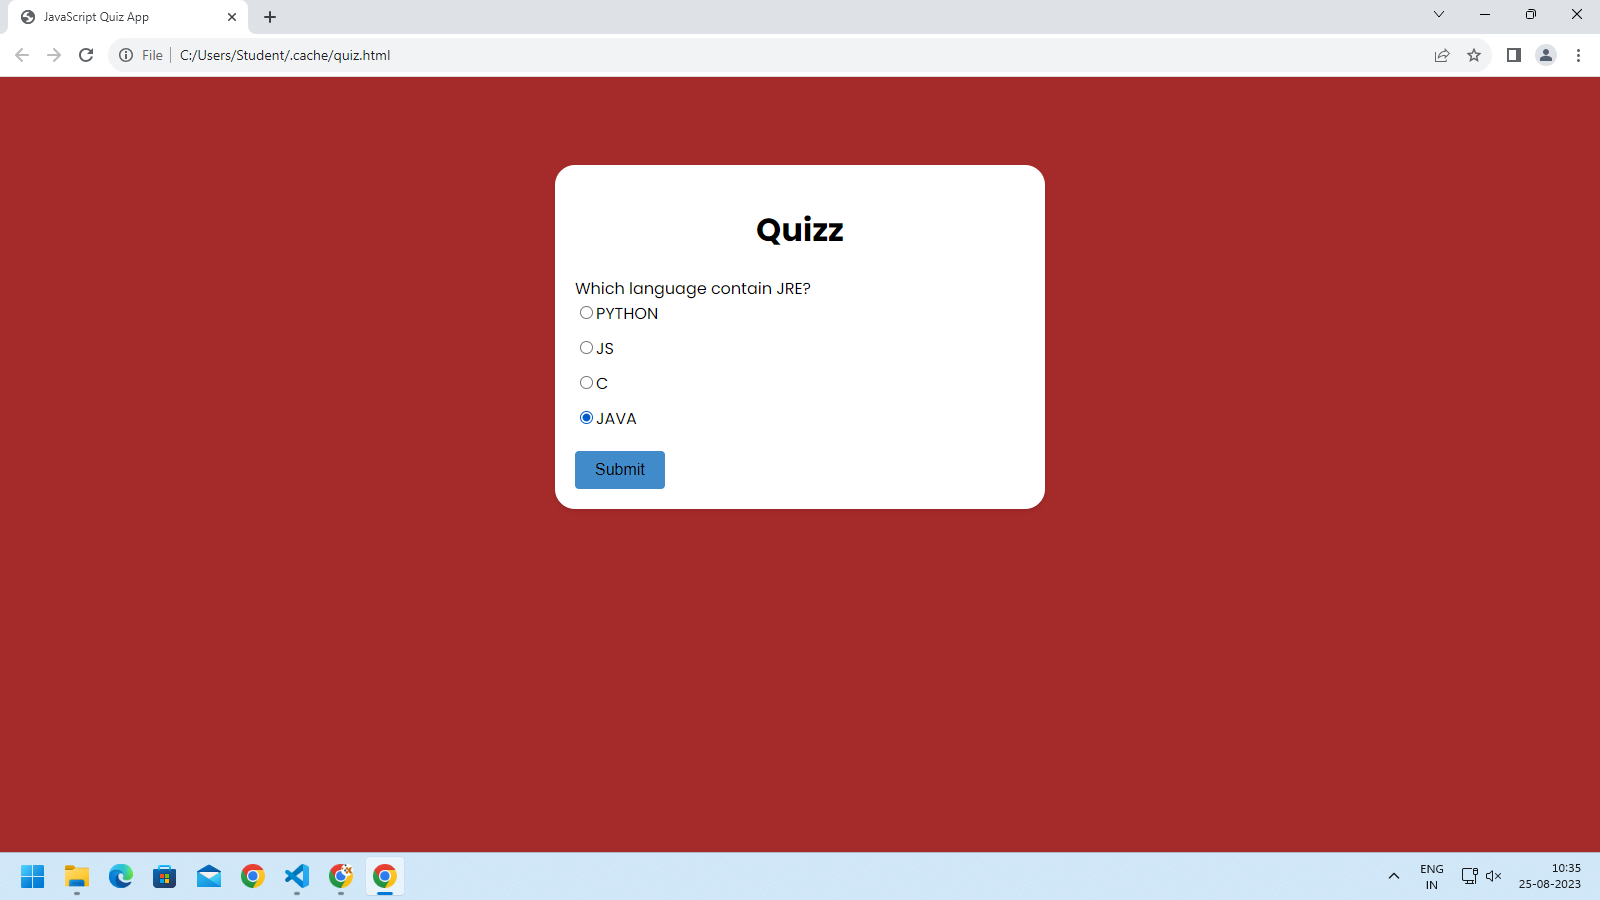 JavaScript Quiz App
File
C:/Users/Student/.cache/quiz.html
Quizz
Which language contain JRE?
PYTHON
JS
C
JAVA
Submit
ENG
IN
10:35
25-08-2023